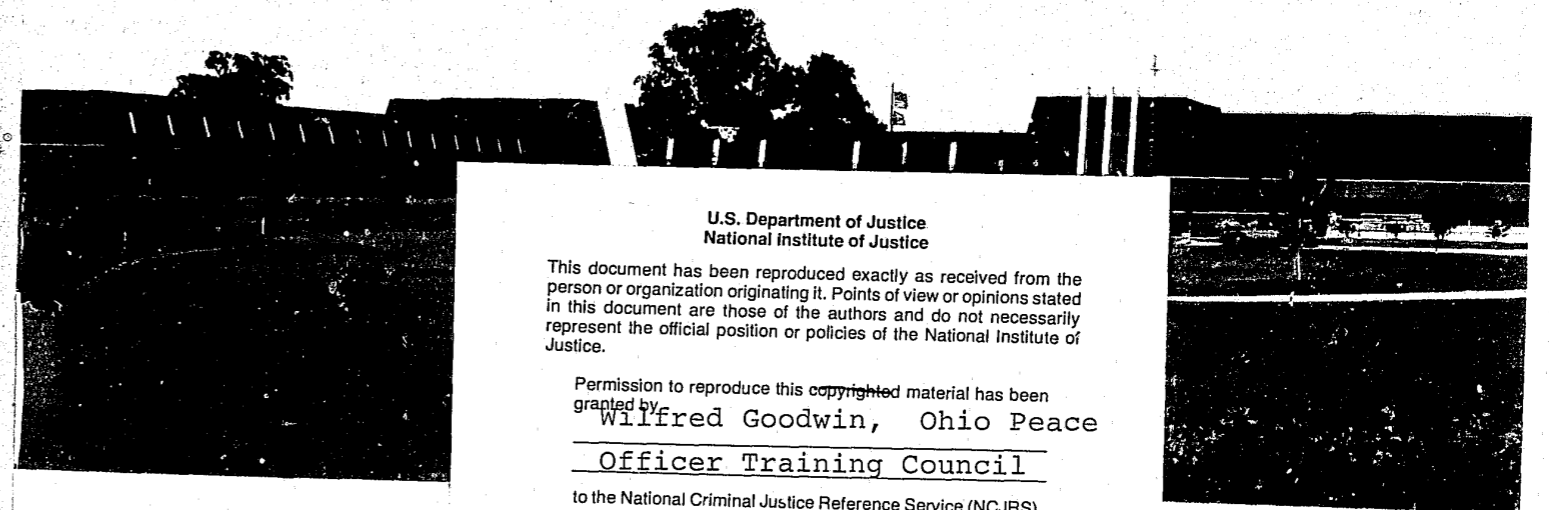 U.S. Department of Justice
National Institute of Justice
This document has been reproduced exactly as received from the
person or organization originating it. Points of view or opinions stated
in this document are those of the authors and do not necessarily
represent the official position or policies of the National Institute of
Justice.
Permission to reproduce this copyrighted material has been
granted by
Wilfred Goodwin, Ohio Peace
Officer Training Council
to the National Criminal Justice Reference Service (NCJRS)